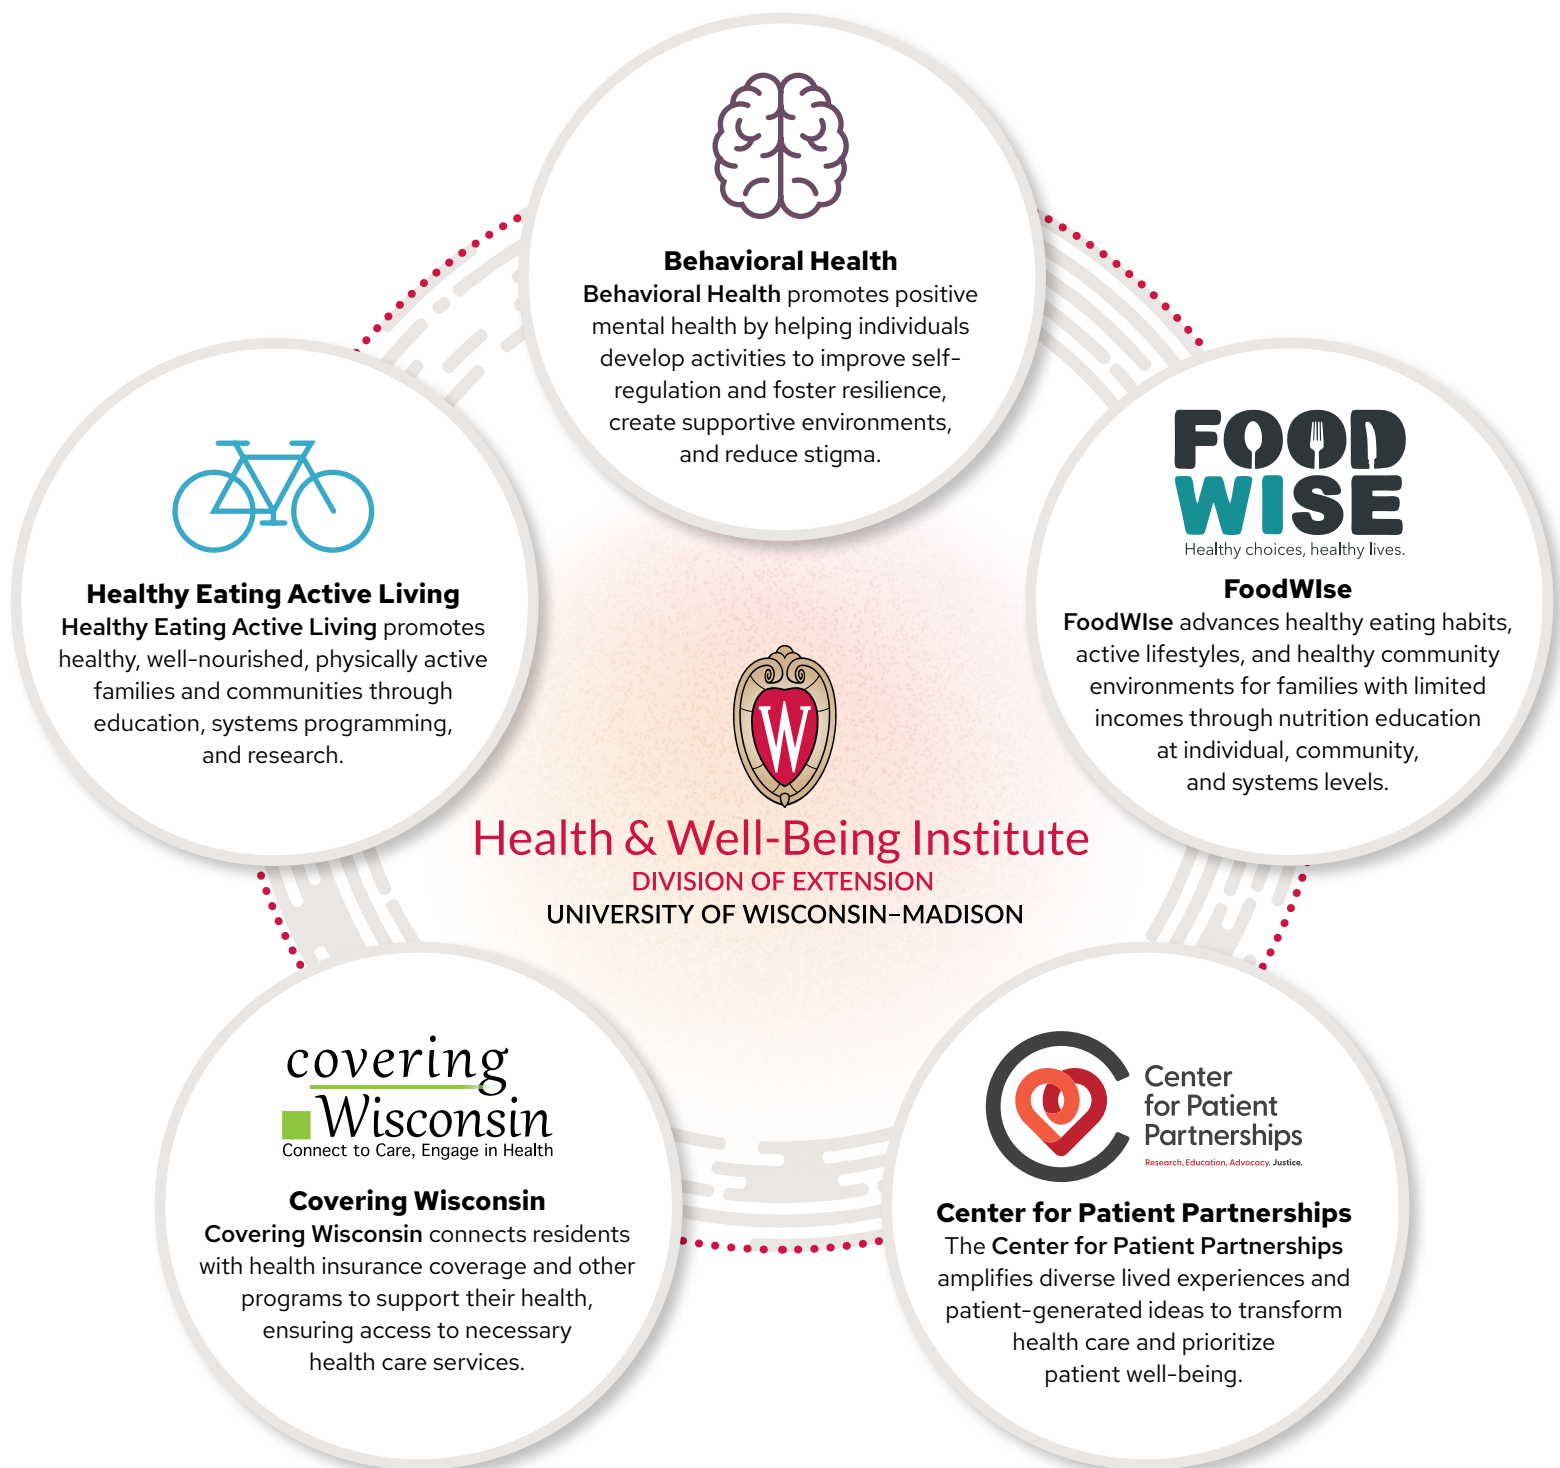 Behavioral Health
Behavioral Health promotes positive
mental health by helping individuals
develop activities to improve self-
regulation and foster resilience,
create supportive environments,
and reduce stigma.
Healthy Eating Active Living
Healthy Eating Active Living promotes
healthy, well-nourished, physically active
families and communities through
education, systems programming,
and research.
FOOD
WISE
Healthy choices, healthy lives.
FoodWIse
FoodWIse advances healthy eating habits,
active lifestyles, and healthy community
environments for families with limited
incomes through nutrition education
at individual, community,
and systems levels.
W
Health & Well-Being Institute
DIVISION OF EXTENSION
UNIVERSITY OF WISCONSIN–MADISON
covering
Wisconsin
Connect to Care, Engage in Health
Covering Wisconsin
Covering Wisconsin connects residents
with health insurance coverage and other
programs to support their health,
ensuring access to necessary
health care services.
Center
for Patient
Partnerships
Research, Education, Advocacy. Justice.
Center for Patient Partnerships
The Center for Patient Partnerships
amplifies diverse lived experiences and
patient-generated ideas to transform
health care and prioritize
patient well-being.